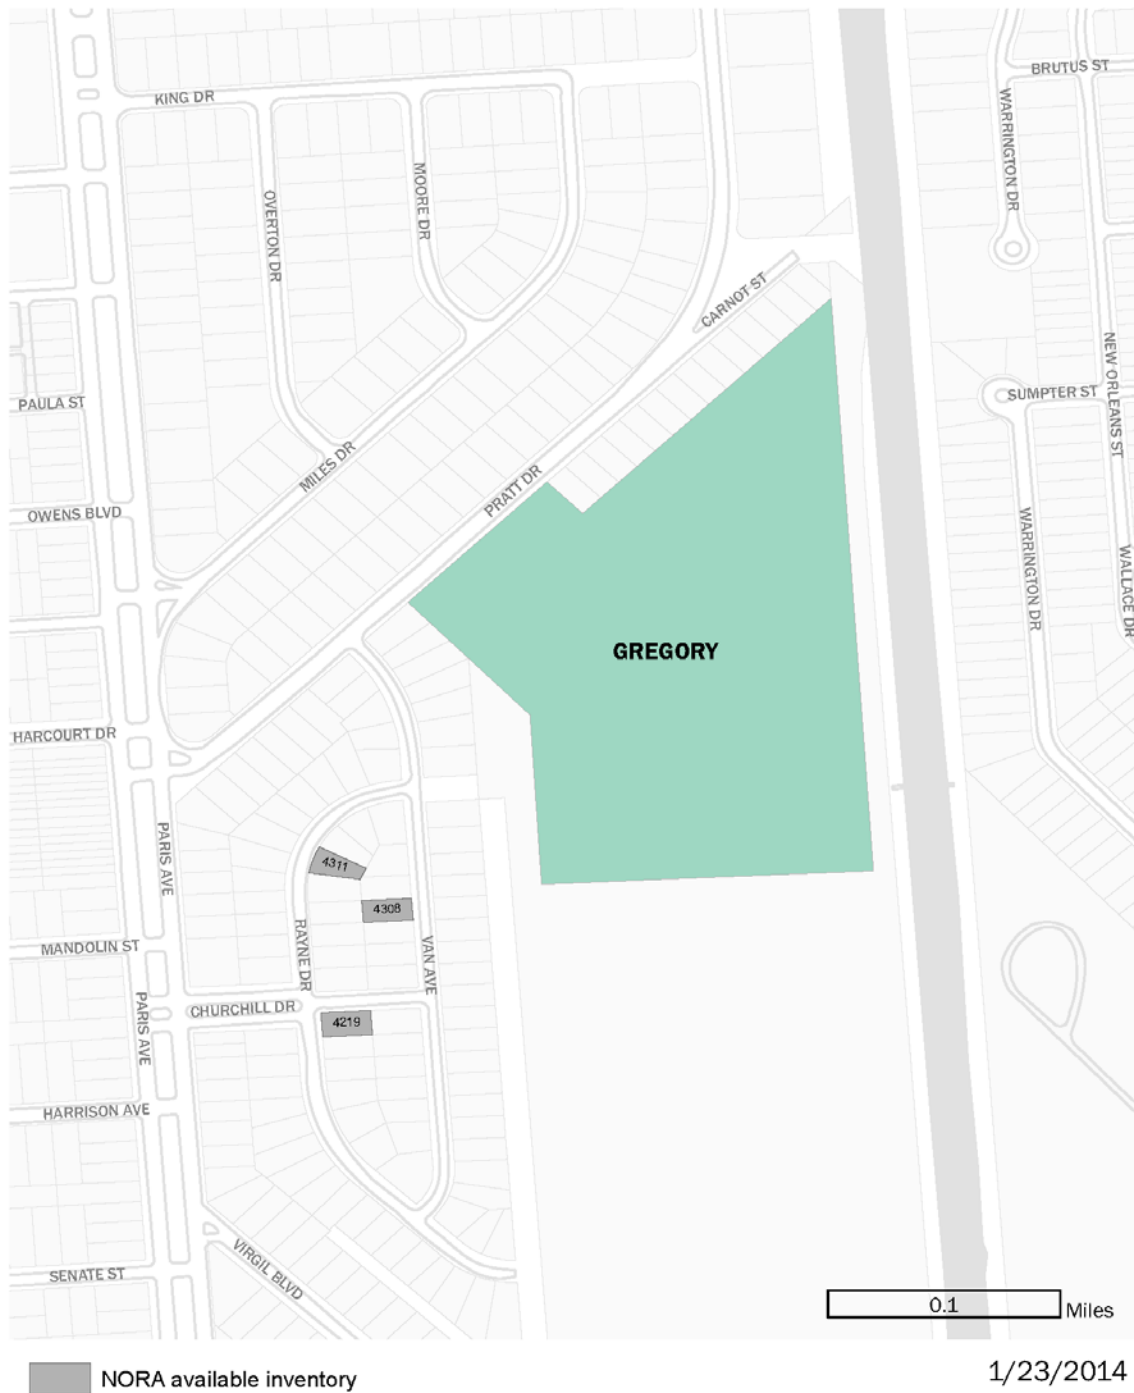 BRUTUS ST
KING DR
WARRINGTON DR
MOORE DR
OVERTON DR
CARNOT ST
NEW ORLEANS ST
SUMPTER ST
PAULA ST
MILES DR
PRATT DR
OWENS BLVD
WARRINGTON DR
WALLACE DR
GREGORY
HARCOURT DR
PARIS AVE
4311
4308
RAYNE DR
VAN AVE
MANDOLIN ST
CHURCHILL DR
PARIS AVE
4219
HARRISON AVE
VIRGIL BLVD
SENATE ST
0.1 Miles
NORA available inventory
1/23/2014